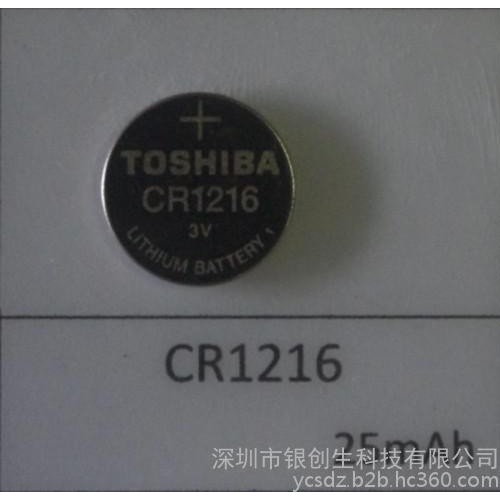 +
TOSHIBA
CR1216
3V
LITHIUM BATTERY 1
CR1216
25mAh
深圳市银创生科技有限公司
ycsdz.b2b.hc360.com